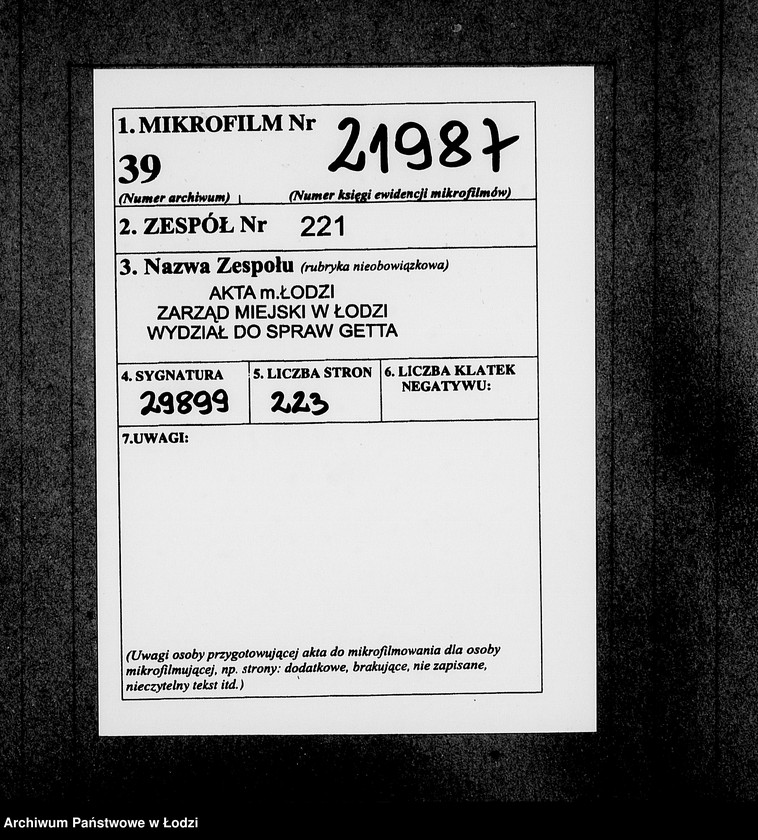 1. MIKROFILM Nr 21987
39
(Numer archiwum) (Numer księgi ewidencji mikrofilmów)
2. ZESPÓŁ Nr 221
3. Nazwa Zespołu (rubryka nieobowiązkowa)
AKTA m.ŁODZI
ZARZĄD MIEJSKI W ŁODZI
WYDZIAŁ DO SPRAW GETTA
4. SYGNATURA
29899
5. LICZBA STRON
223
6. LICZBA KLATEK
NEGATYWU:
7.UWAGI:
(Uwagi osoby przygotowującej akta do mikrofilmowania dla osoby
mikrofilmującej, np. strony: dodatkowe, brakujące, nie zapisane,
nieczytelny tekst itd.)
Archiwum Państwowe w Łodzi